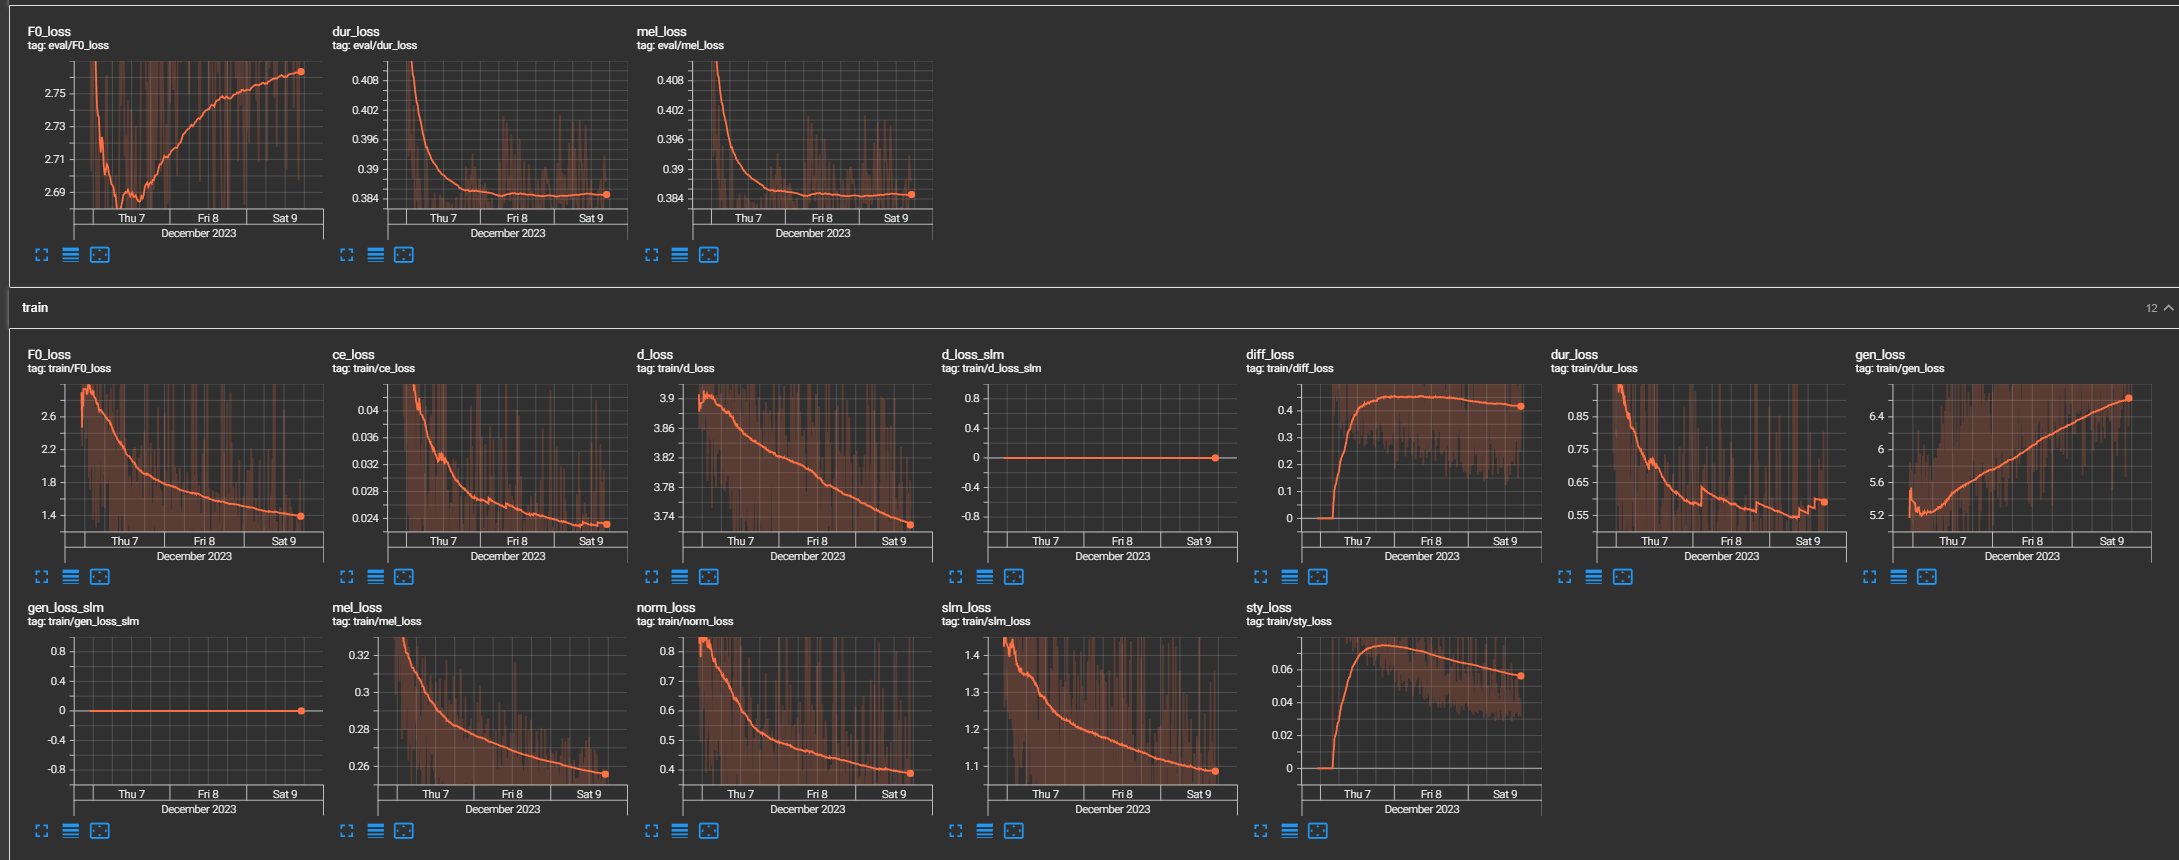 F0_loss
tag: eval/F0_loss
2.75
2.73
2.71
2.69
Thu 7 Fri 8 Sat 9
December 2023
dur_loss
tag: eval/dur_loss
0.408
0.402
0.396
0.39
0.384
Thu 7 Fri 8 Sat 9
December 2023
mel_loss
tag: eval/mel_loss
0.408
0.402
0.396
0.39
0.384
Thu 7 Fri 8 Sat 9
December 2023
train 12
F0_loss
tag: train/F0_loss
2.6
2.2
1.8
1.4
Thu 7 Fri 8 Sat 9
December 2023
ce_loss
tag: train/ce_loss
0.04
0.036
0.032
0.028
0.024
Thu 7 Fri 8 Sat 9
December 2023
d_loss
tag: train/d_loss
3.9
3.86
3.82
3.78
3.74
Thu 7 Fri 8 Sat 9
December 2023
d_loss_slm
tag: train/d_loss_slm
0.8
0.4
0
-0.4
-0.8
Thu 7 Fri 8 Sat 9
December 2023
diff_loss
tag: train/diff_loss
0.4
0.3
0.2
0.1
0
Thu 7 Fri 8 Sat 9
December 2023
dur_loss
tag: train/dur_loss
0.85
0.75
0.65
0.55
Thu 7 Fri 8 Sat 9
December 2023
gen_loss
tag: train/gen_loss
6.4
6
5.6
5.2
Thu 7 Fri 8 Sat 9
December 2023
gen_loss_slm
tag: train/gen_loss_slm
0.8
0.4
0
-0.4
-0.8
Thu 7 Fri 8 Sat 9
December 2023
mel_loss
tag: train/mel_loss
0.32
0.3
0.28
0.26
Thu 7 Fri 8 Sat 9
December 2023
norm_loss
tag: train/norm_loss
0.8
0.7
0.6
0.5
0.4
Thu 7 Fri 8 Sat 9
December 2023
slm_loss
tag: train/slm_loss
1.4
1.3
1.2
1.1
Thu 7 Fri 8 Sat 9
December 2023
sty_loss
tag: train/sty_loss
0.06
0.04
0.02
0
Thu 7 Fri 8 Sat 9
December 2023